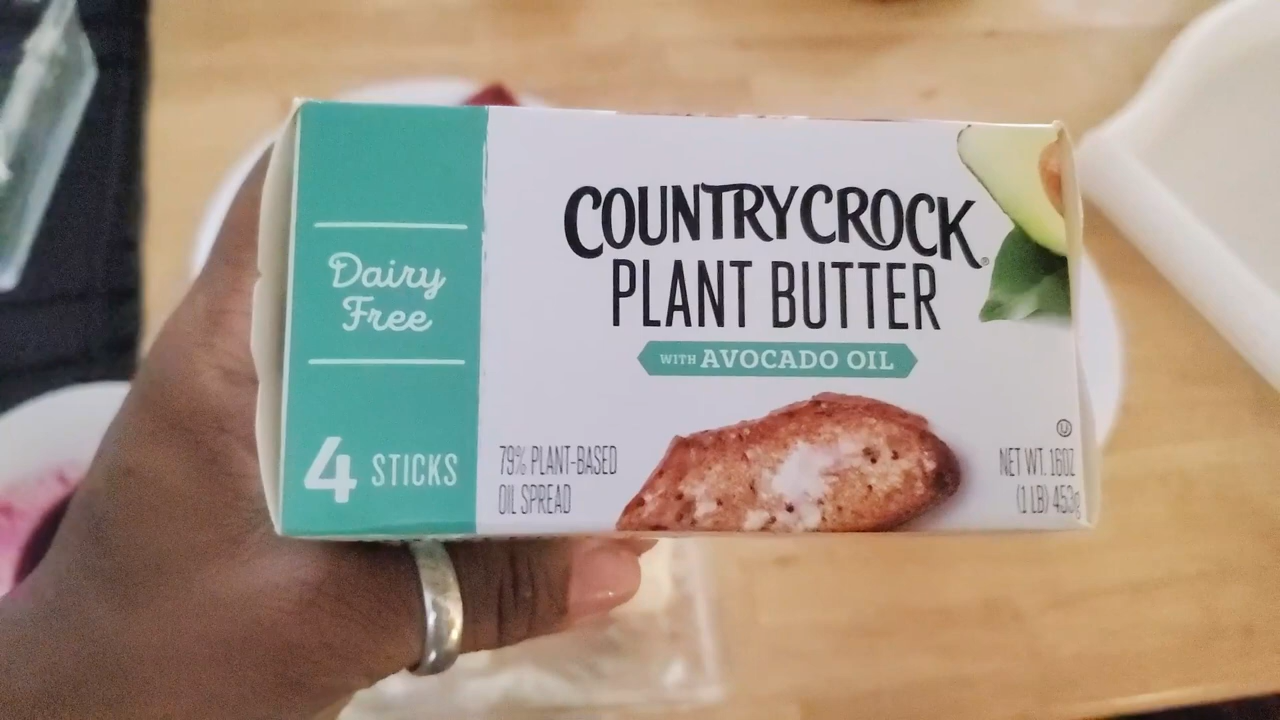 Dairy
Free
4 STICKS
COUNTRY CROCK®
PLANT BUTTER
WITH AVOCADO OIL
79% PLANT-BASED
OIL SPREAD
U
NET WT. 16OZ
(1 LB) 453g